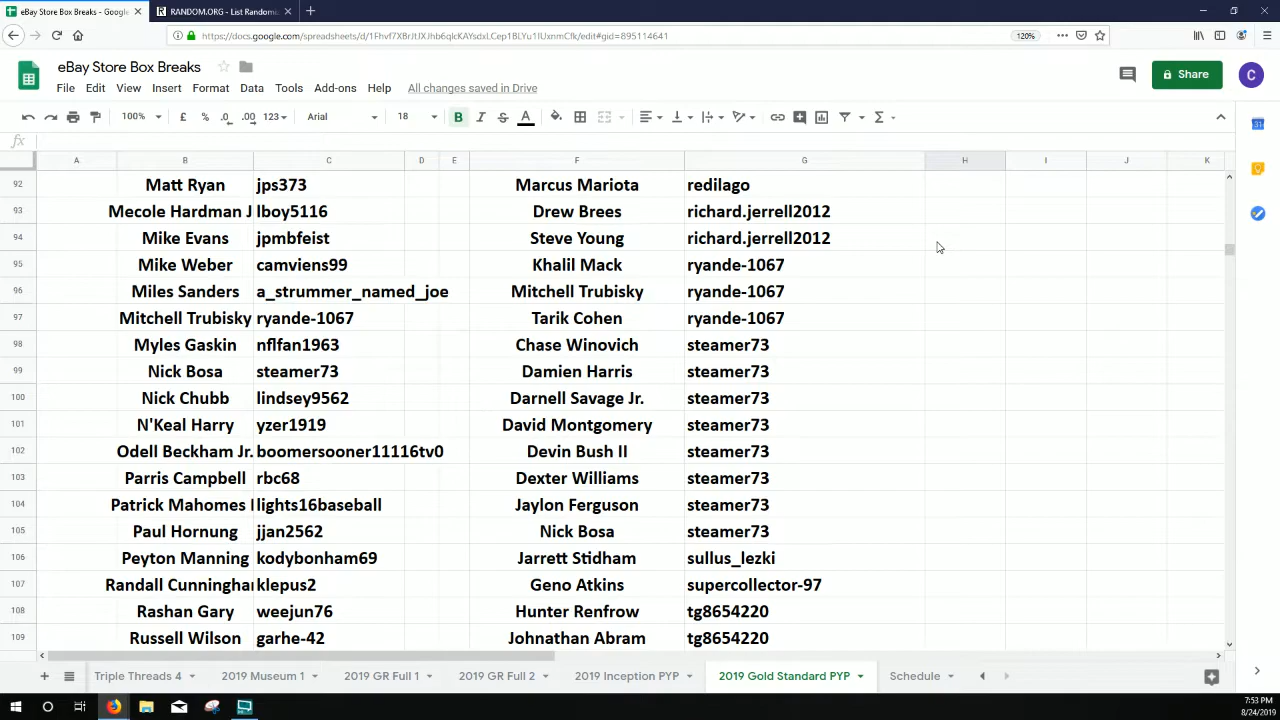 eBay Store Box Breaks - Google
RANDOM.ORG - List Randomi
https://docs.google.com/spreadsheets/d/
120%
eBay Store Box Breaks
Share
C
File Edit View Insert Format Data Tools Add-ons Help All changes saved in Drive
100% £ % .0 .00 123 Arial 18 B I S A
fx
A B C D E F G H I J K
92 Matt Ryan jps373 Marcus Mariota redilago
93 Mecole Hardman J lboy5116 Drew Brees richard.jerrell2012
94 Mike Evans jpmbfeist Steve Young richard.jerrell2012
95 Mike Weber camviens99 Khalil Mack ryande-1067
96 Miles Sanders a_strummer_named_joe Mitchell Trubisky ryande-1067
97 Mitchell Trubisky ryande-1067 Tarik Cohen ryande-1067
98 Myles Gaskin nflfan1963 Chase Winovich steamer73
99 Nick Bosa steamer73 Damien Harris steamer73
100 Nick Chubb lindsey9562 Darnell Savage Jr. steamer73
101 N'Keal Harry yzer1919 David Montgomery steamer73
102 Odell Beckham Jr. boomersooner11116tv0 Devin Bush II steamer73
103 Parris Campbell rbc68 Dexter Williams steamer73
104 Patrick Mahomes I lights16baseball Jaylon Ferguson steamer73
105 Paul Hornung jjan2562 Nick Bosa steamer73
106 Peyton Manning kodybonham69 Jarrett Stidham sullus_lezki
107 Randall Cunninghar klepus2 Geno Atkins supercollector-97
108 Rashan Gary weejun76 Hunter Renfrow tg8654220
109 Russell Wilson garhe-42 Johnathan Abram tg8654220
Triple Threads 4 2019 Museum 1 2019 GR Full 1 2019 GR Full 2 2019 Inception PYP 2019 Gold Standard PYP Schedule
7:53 PM
8/24/2019